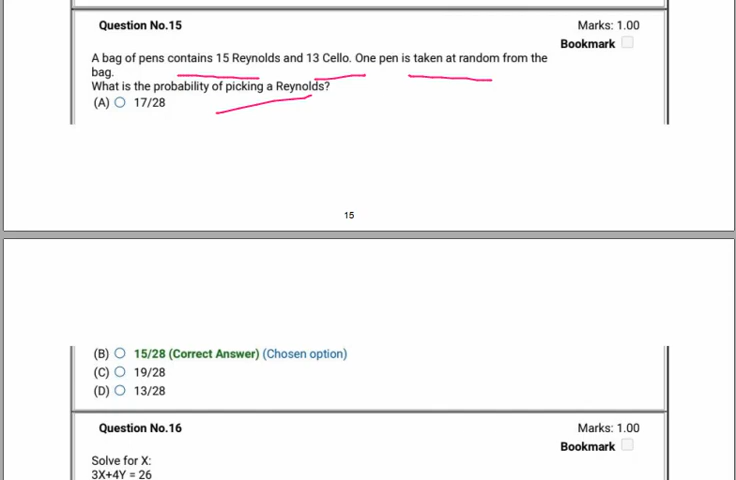 Question No.15 Marks: 1.00
Bookmark
A bag of pens contains 15 Reynolds and 13 Cello. One pen is taken at random from the
bag.
What is the probability of picking a Reynolds?
(A) 17/28
15
(B) 15/28 (Correct Answer) (Chosen option)
(C) 19/28
(D) 13/28
Question No.16 Marks: 1.00
Bookmark
Solve for X:
3X+4Y = 26